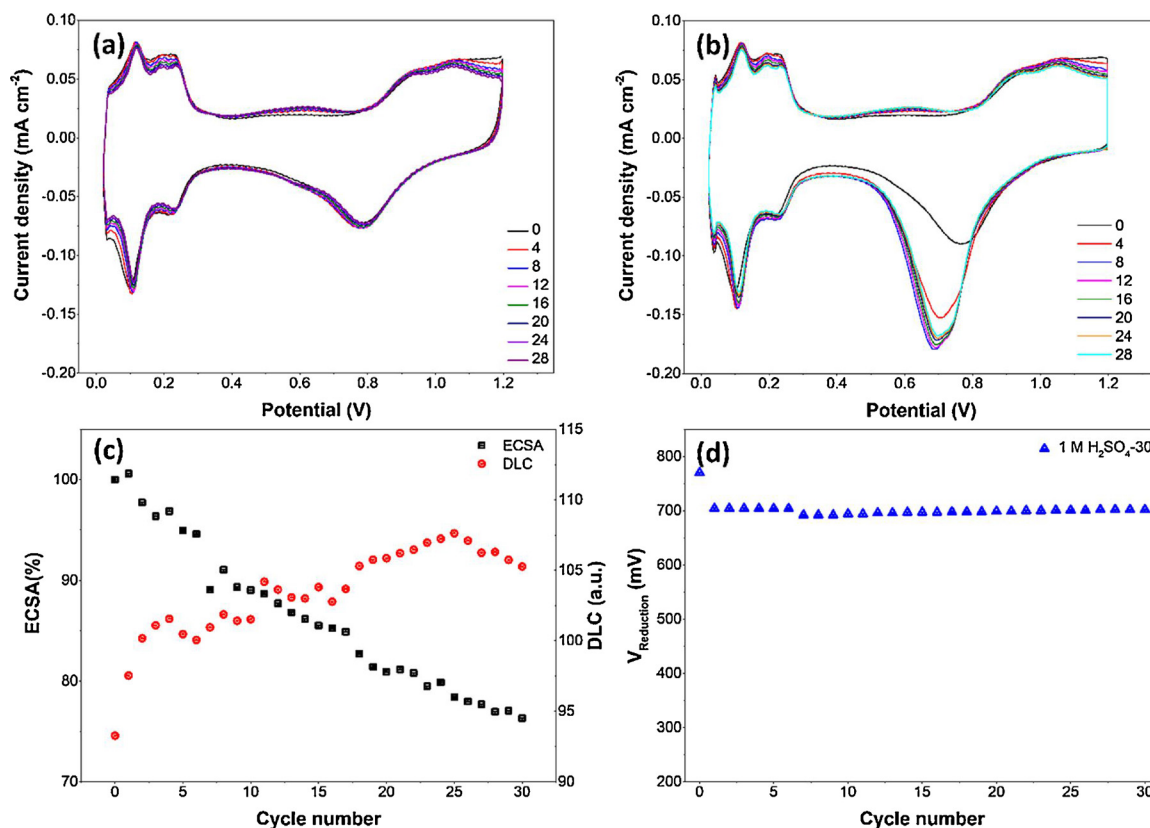 (a)
0.10
0.05
0.00
-0.05
-0.10
-0.15
-0.20
Current density (mA cm⁻²)
0
4
8
12
16
20
24
28
0.0 0.2 0.4 0.6 0.8 1.0 1.2
Potential (V)
(b)
0.10
0.05
0.00
-0.05
-0.10
-0.15
-0.20
Current density (mA cm⁻²)
0
4
8
12
16
20
24
28
0.0 0.2 0.4 0.6 0.8 1.0 1.2
Potential (V)
(c)
ECSA
DLC
100
90
80
70
ECSA(%)
115
110
105
100
95
90
DLC (a.u.)
0 5 10 15 20 25 30
Cycle number
(d)
1 M H₂SO₄-30
800
700
600
500
400
300
200
V_Reduction (mV)
0 5 10 15 20 25 30
Cycle number